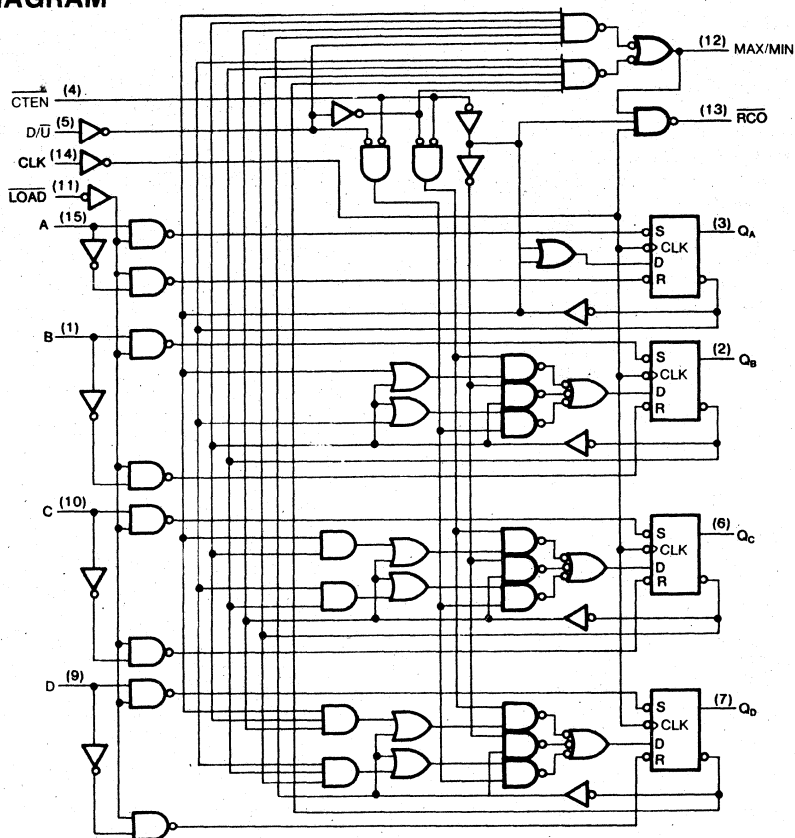 AGRAM
(12) MAX/MIN
CTEN (4)
(13) RCO
D/U (5)
CLK (14)
LOAD (11)
A (15)
S
CLK
D
R
(3) QA
B (1)
S
CLK
D
R
(2) QB
C (10)
S
CLK
D
R
(6) QC
D (9)
S
CLK
D
R
(7) QD